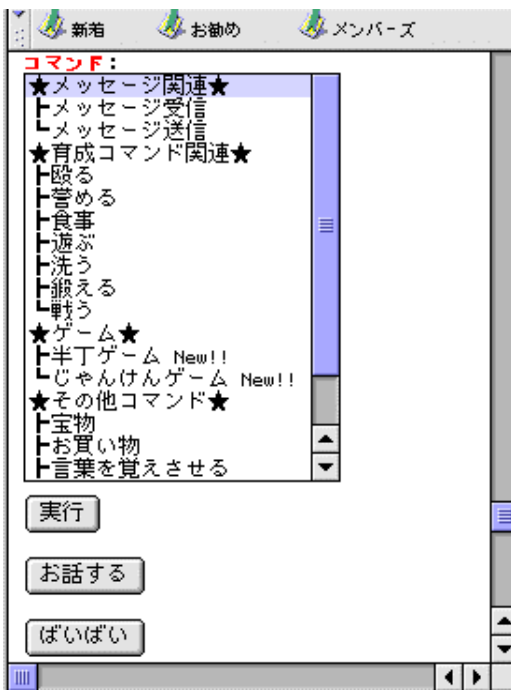 新着 お勧め メンバーズ
コマンド:
★メッセージ関連★
┣メッセージ受信
┗メッセージ送信
★育成コマンド関連★
┣殴る
┣誉める
┣食事
┣遊ぶ
┣洗う
┣鍛える
┗戦う
★ゲーム★
┣半丁ゲーム New!!
┗じゃんけんゲーム New!!
★その他コマンド★
┣宝物
┣お買い物
┣言葉を覚えさせる
実行
お話する
ばいばい